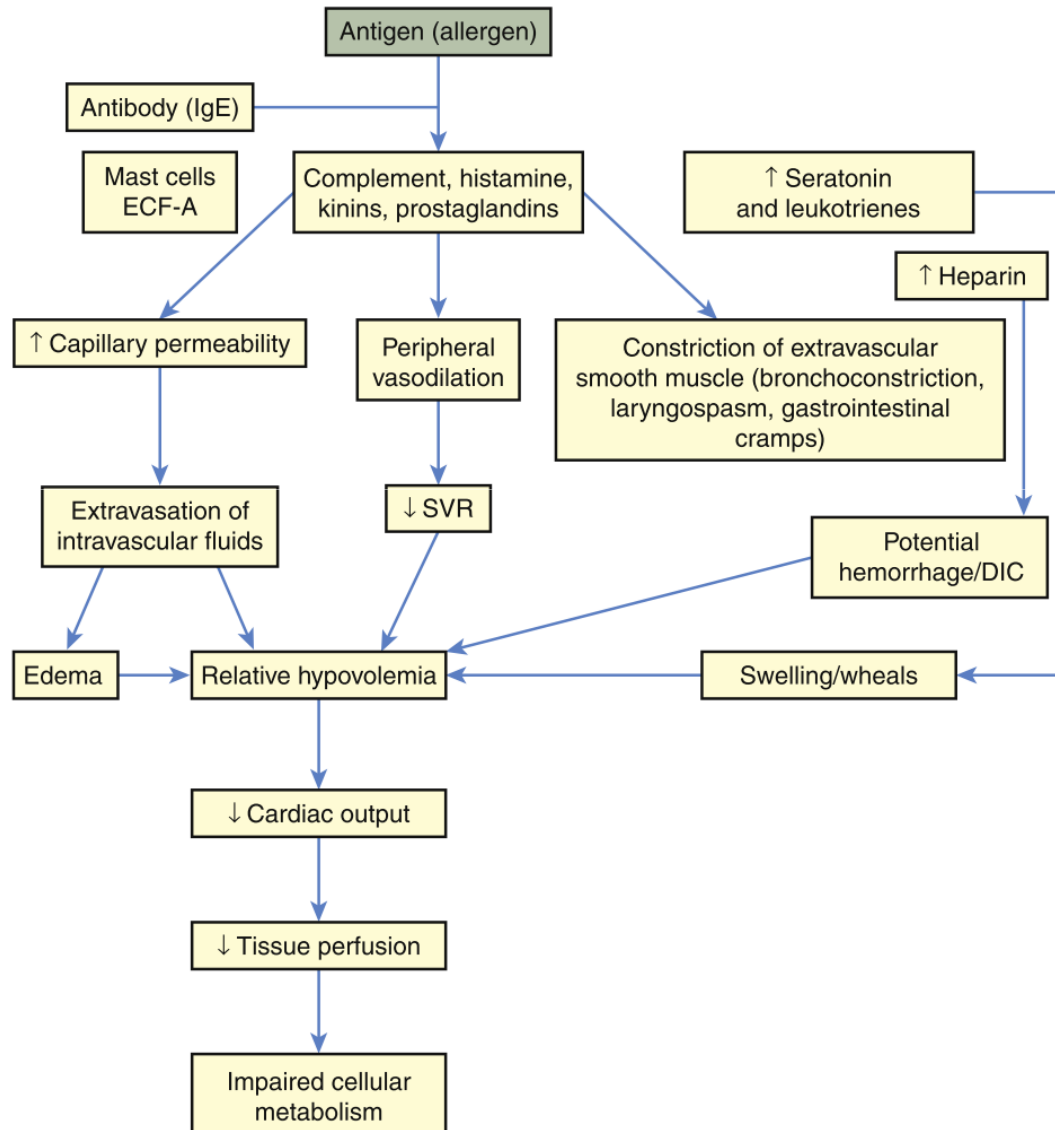 Antigen (allergen)
Antibody (IgE)
Mast cells
ECF-A
Complement, histamine,
kinins, prostaglandins
↑ Seratonin
and leukotrienes
↑ Heparin
↑ Capillary permeability
Peripheral
vasodilation
Constriction of extravascular
smooth muscle (bronchoconstriction,
laryngospasm, gastrointestinal
cramps)
Extravasation of
intravascular fluids
↓ SVR
Potential
hemorrhage/DIC
Edema
Relative hypovolemia
Swelling/wheals
↓ Cardiac output
↓ Tissue perfusion
Impaired cellular
metabolism